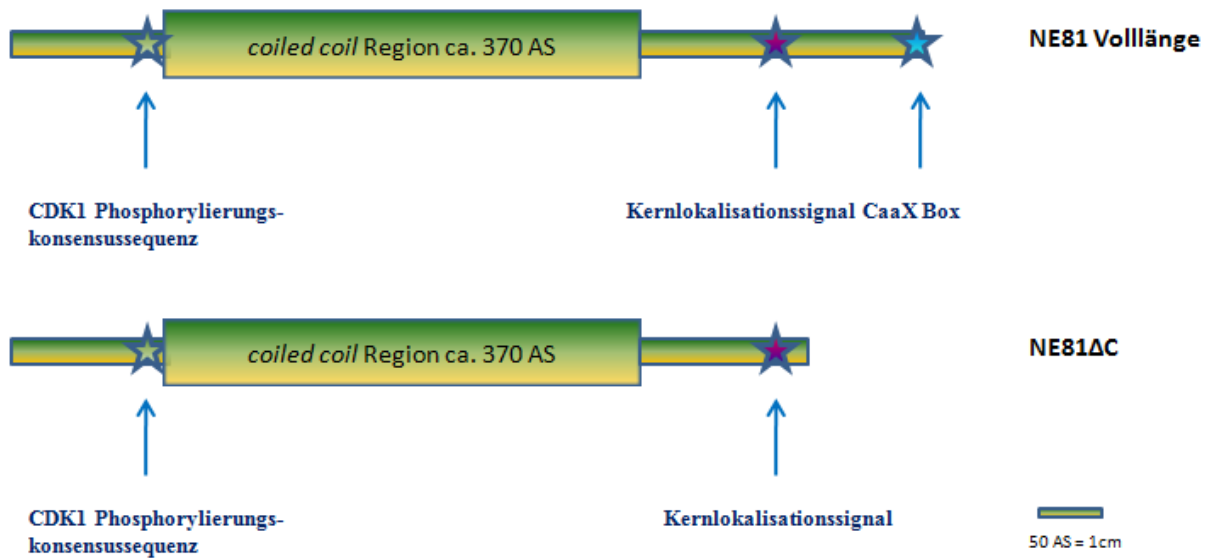 coiled coil Region ca. 370 AS
NE81 Volllänge
CDK1 Phosphorylierungs-
konsensussequenz
Kernlokalisationssignal CaaX Box
coiled coil Region ca. 370 AS
NE81ΔC
CDK1 Phosphorylierungs-
konsensussequenz
Kernlokalisationssignal
50 AS = 1cm